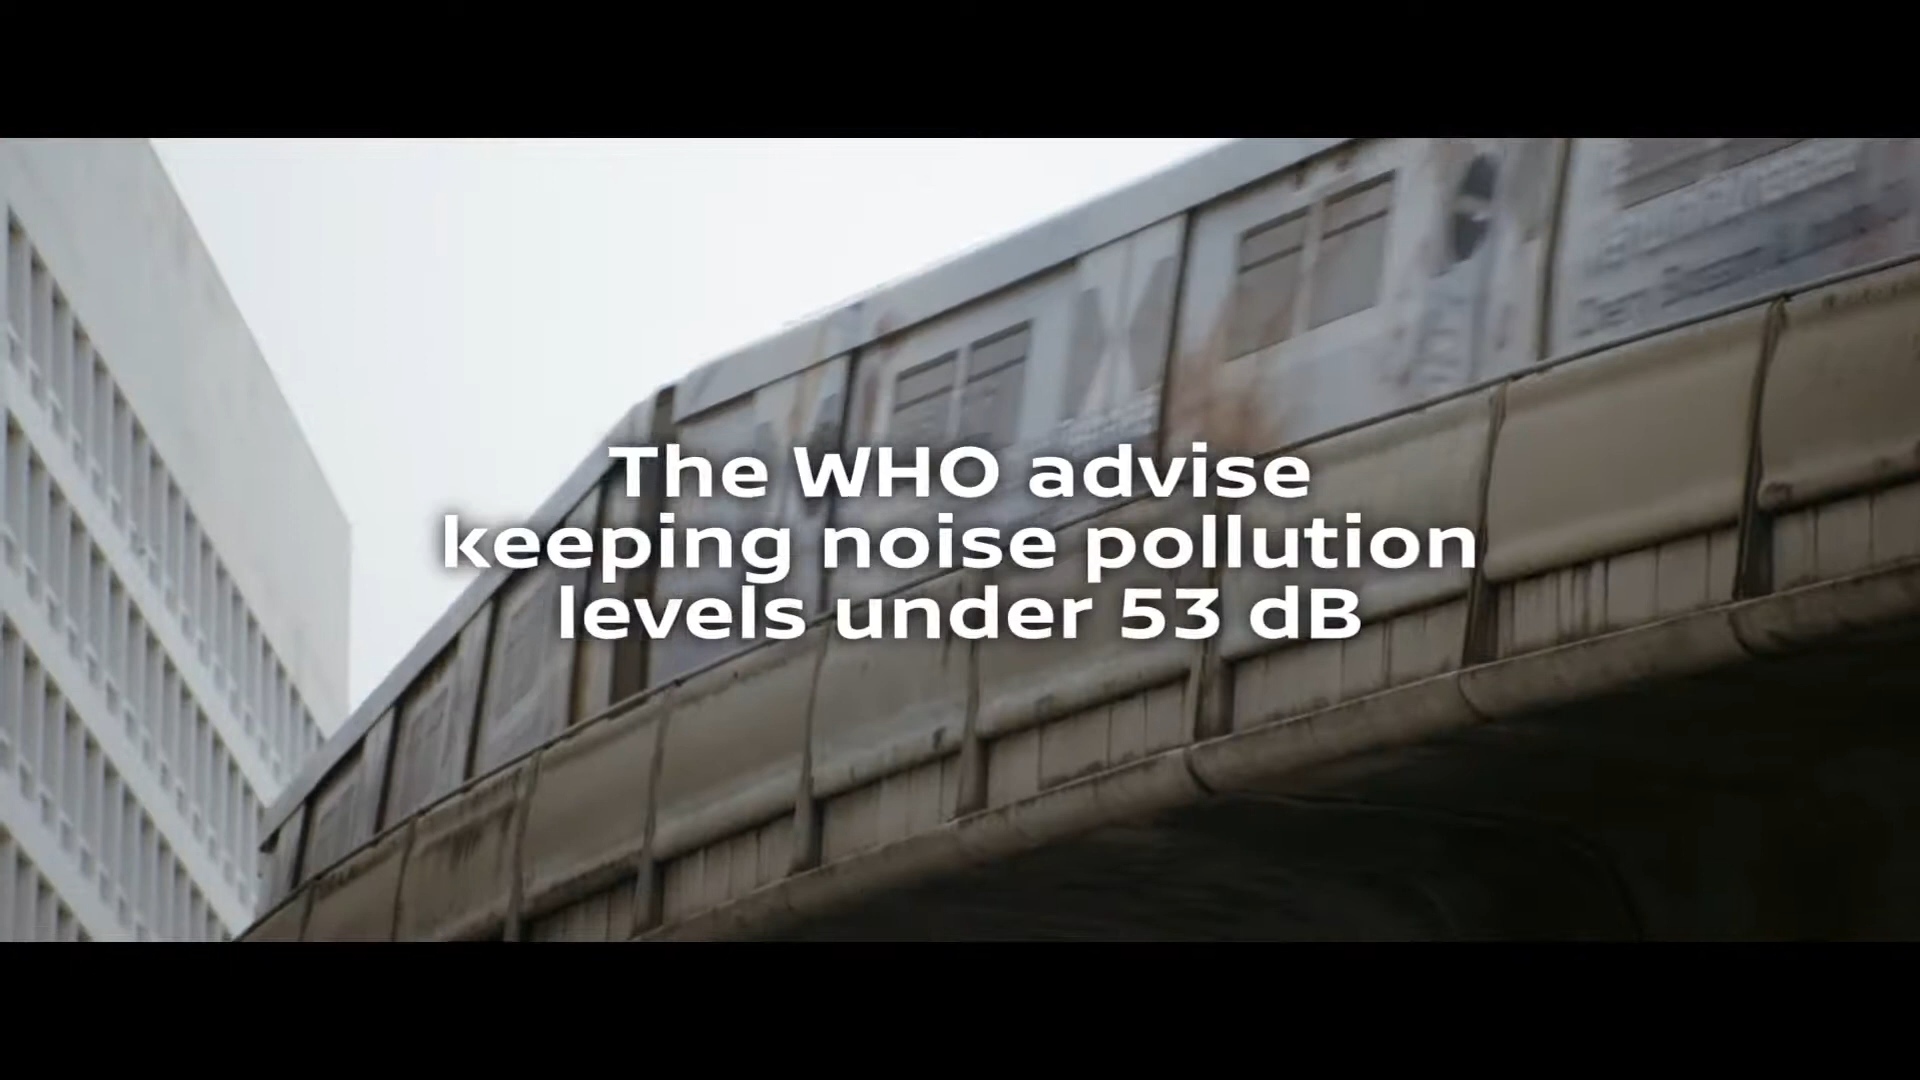 The WHO advise
keeping noise pollution
levels under 53 dB